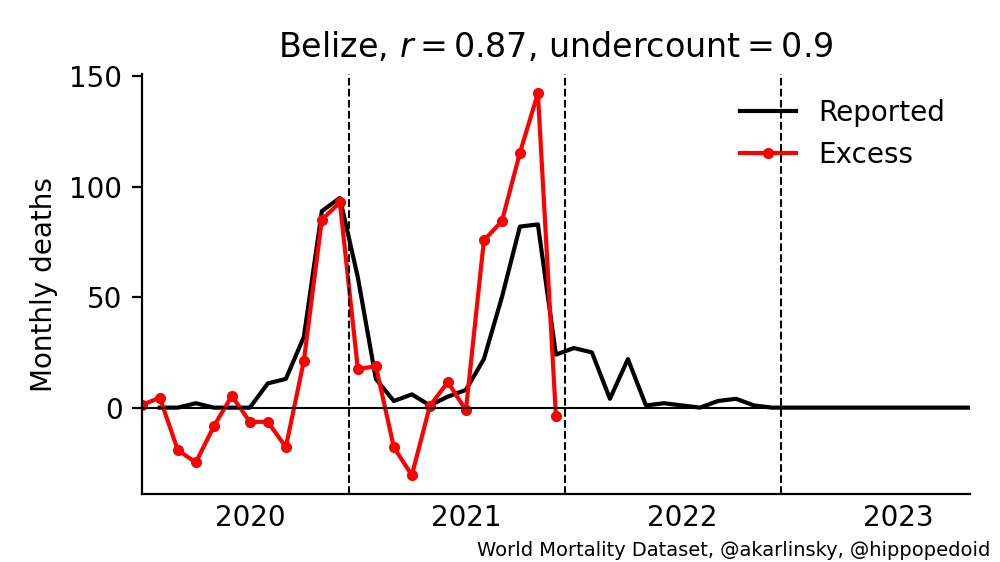 Belize, r = 0.87, undercount = 0.9
150
100
50
0
Monthly deaths
Reported
Excess
2020 2021 2022 2023
World Mortality Dataset, @akarlinsky, @hippopedoid